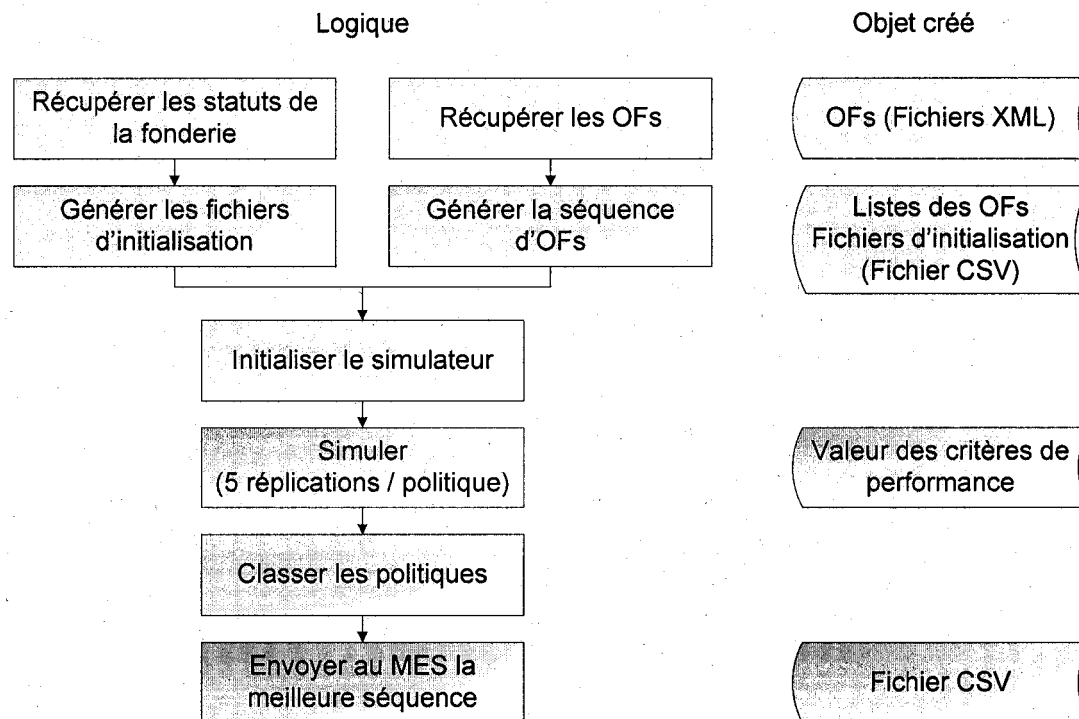 Logique
Objet créé
Récupérer les statuts de
la fonderie
Récupérer les OFs
OFs (Fichiers XML)
Générer les fichiers
d'initialisation
Générer la séquence
d'OFs
Listes des OFs
Fichiers d'initialisation
(Fichier CSV)
Initialiser le simulateur
Simuler
(5 réplications / politique)
Valeur des critères de
performance
Classer les politiques
Envoyer au MES la
meilleure séquence
Fichier CSV